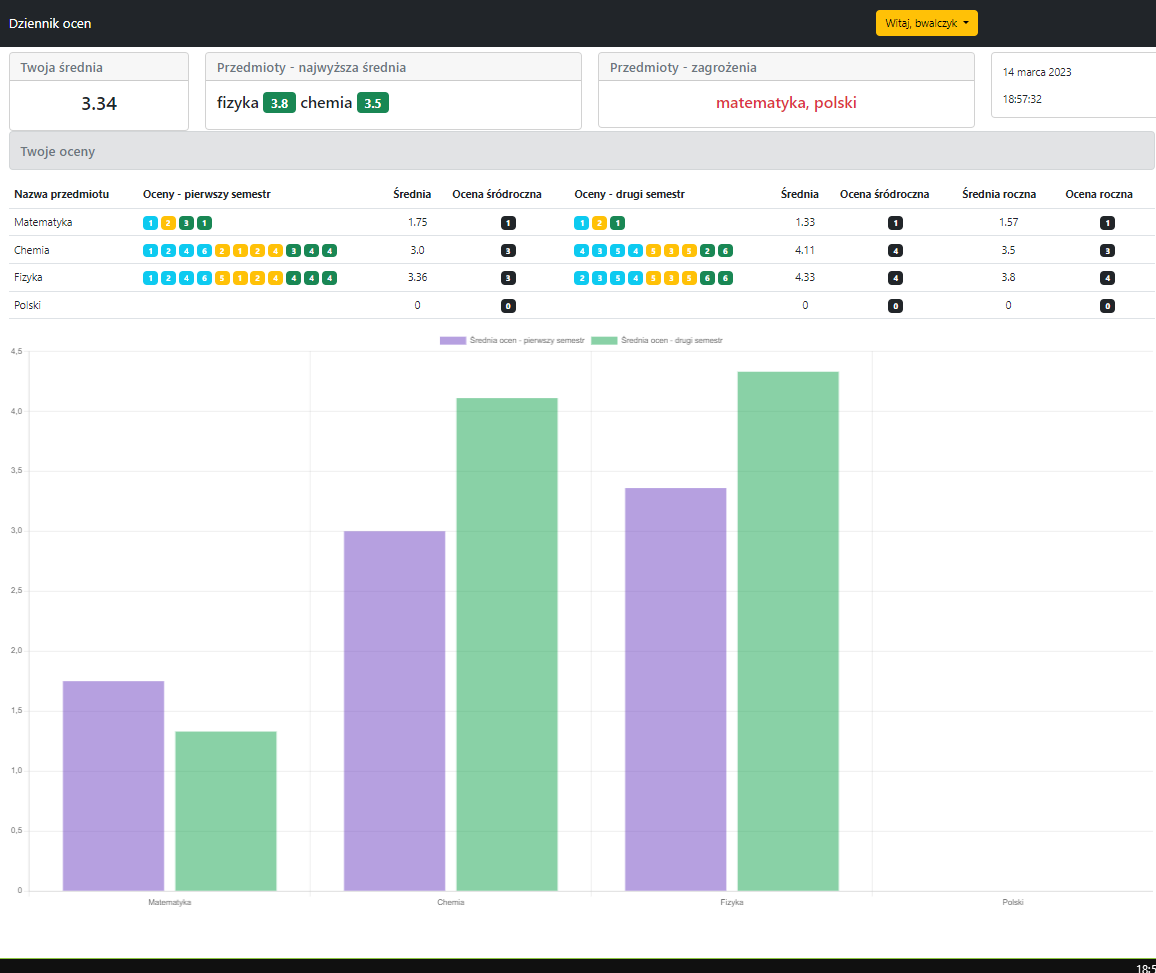 Dziennik ocen
Witaj, bwalczyk
Twoja średnia
3.34
Przedmioty - najwyższa średnia
fizyka 3.8 chemia 3.5
Przedmioty - zagrożenia
matematyka, polski
14 marca 2023
18:57:32
Twoje oceny
Nazwa przedmiotu Oceny - pierwszy semestr Średnia Ocena śródroczna Oceny - drugi semestr Średnia Ocena śródroczna Średnia roczna Ocena roczna
Matematyka 1 2 3 1 1.75 1 1 2 1 1.33 1 1.57 1
Chemia 1 2 4 6 2 1 2 4 3 4 4 3.0 3 4 3 5 4 5 3 5 2 6 4.11 4 3.5 3
Fizyka 1 2 4 6 5 1 2 4 4 4 4 3.36 3 2 3 5 4 5 3 5 6 6 4.33 4 3.8 4
Polski 0 0 0 0 0 0
Średnia ocen - pierwszy semestr Średnia ocen - drugi semestr
4,5
4,0
3,5
3,0
2,5
2,0
1,5
1,0
0,5
0
Matematyka Chemia Fizyka Polski